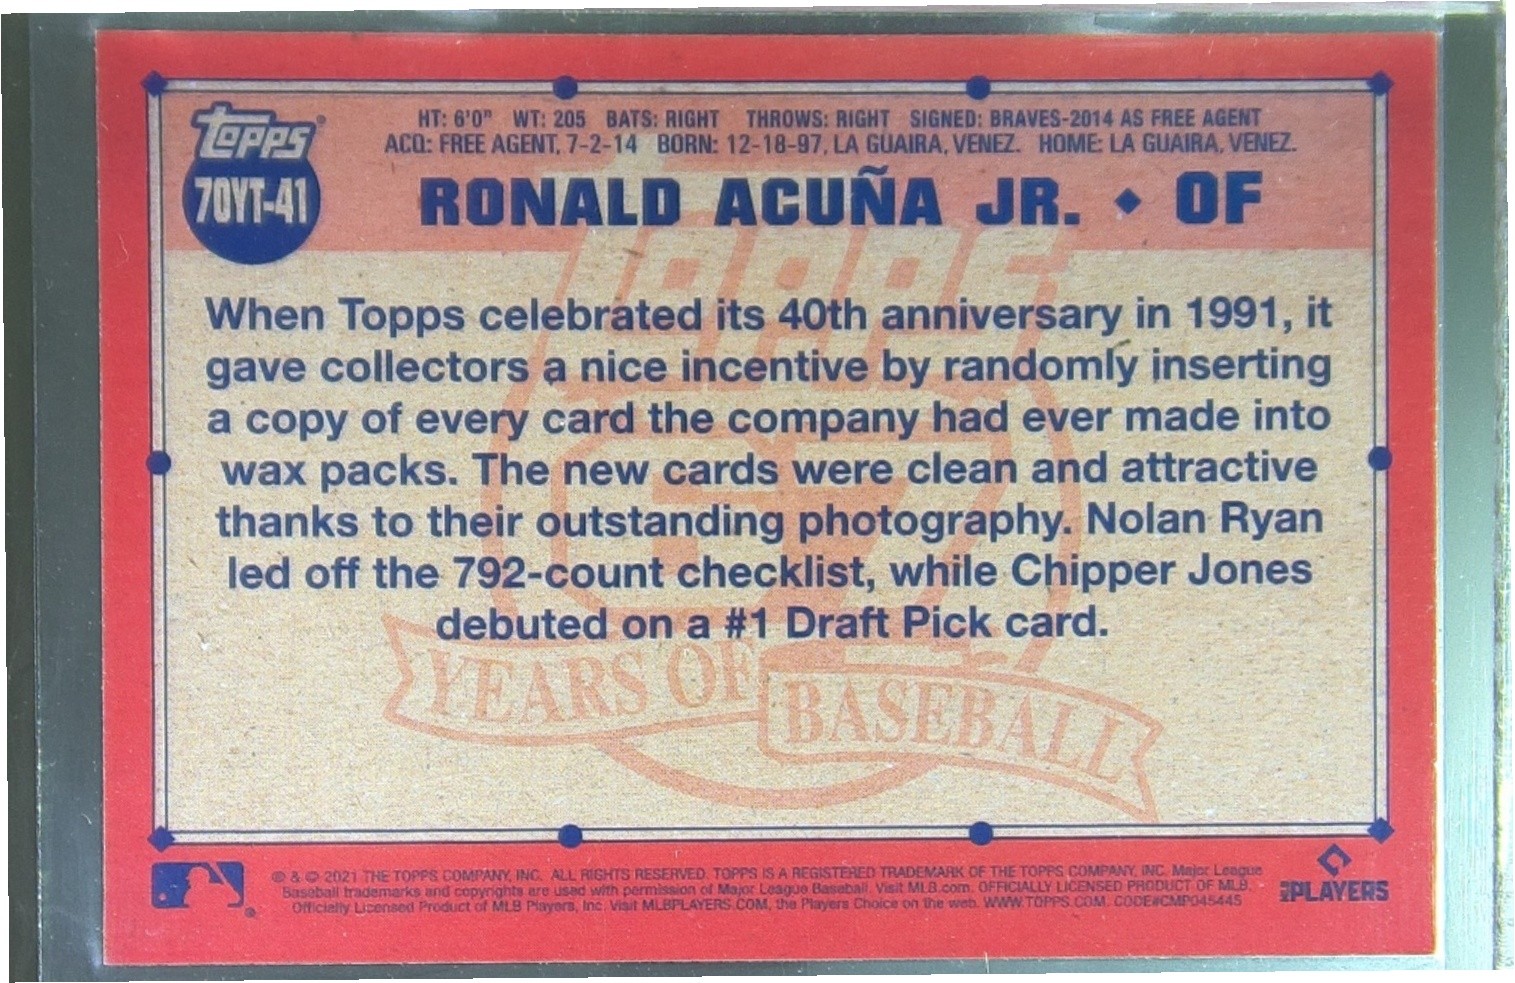 topps®
70YT-41
HT: 6'0" WT: 205 BATS: RIGHT THROWS: RIGHT SIGNED: BRAVES-2014 AS FREE AGENT
ACQ: FREE AGENT, 7-2-14 BORN: 12-18-97, LA GUAIRA, VENEZ. HOME: LA GUAIRA, VENEZ.
RONALD ACUÑA JR. ◆ OF
When Topps celebrated its 40th anniversary in 1991, it
gave collectors a nice incentive by randomly inserting
a copy of every card the company had ever made into
wax packs. The new cards were clean and attractive
thanks to their outstanding photography. Nolan Ryan
led off the 792-count checklist, while Chipper Jones
debuted on a #1 Draft Pick card.
TOPPS
YEARS OF
BASEBALL
® & © 2021 THE TOPPS COMPANY, INC. ALL RIGHTS RESERVED. TOPPS IS A REGISTERED TRADEMARK OF THE TOPPS COMPANY, INC. Major League
Baseball trademarks and copyrights are used with permission of Major League Baseball. Visit MLB.com. OFFICIALLY LICENSED PRODUCT OF MLB
Officially Licensed Product of MLB Players, Inc. Visit MLBPLAYERS.COM, the Players Choice on the web. WWW.TOPPS.COM. CODE#CMP045445
MLB PLAYERS